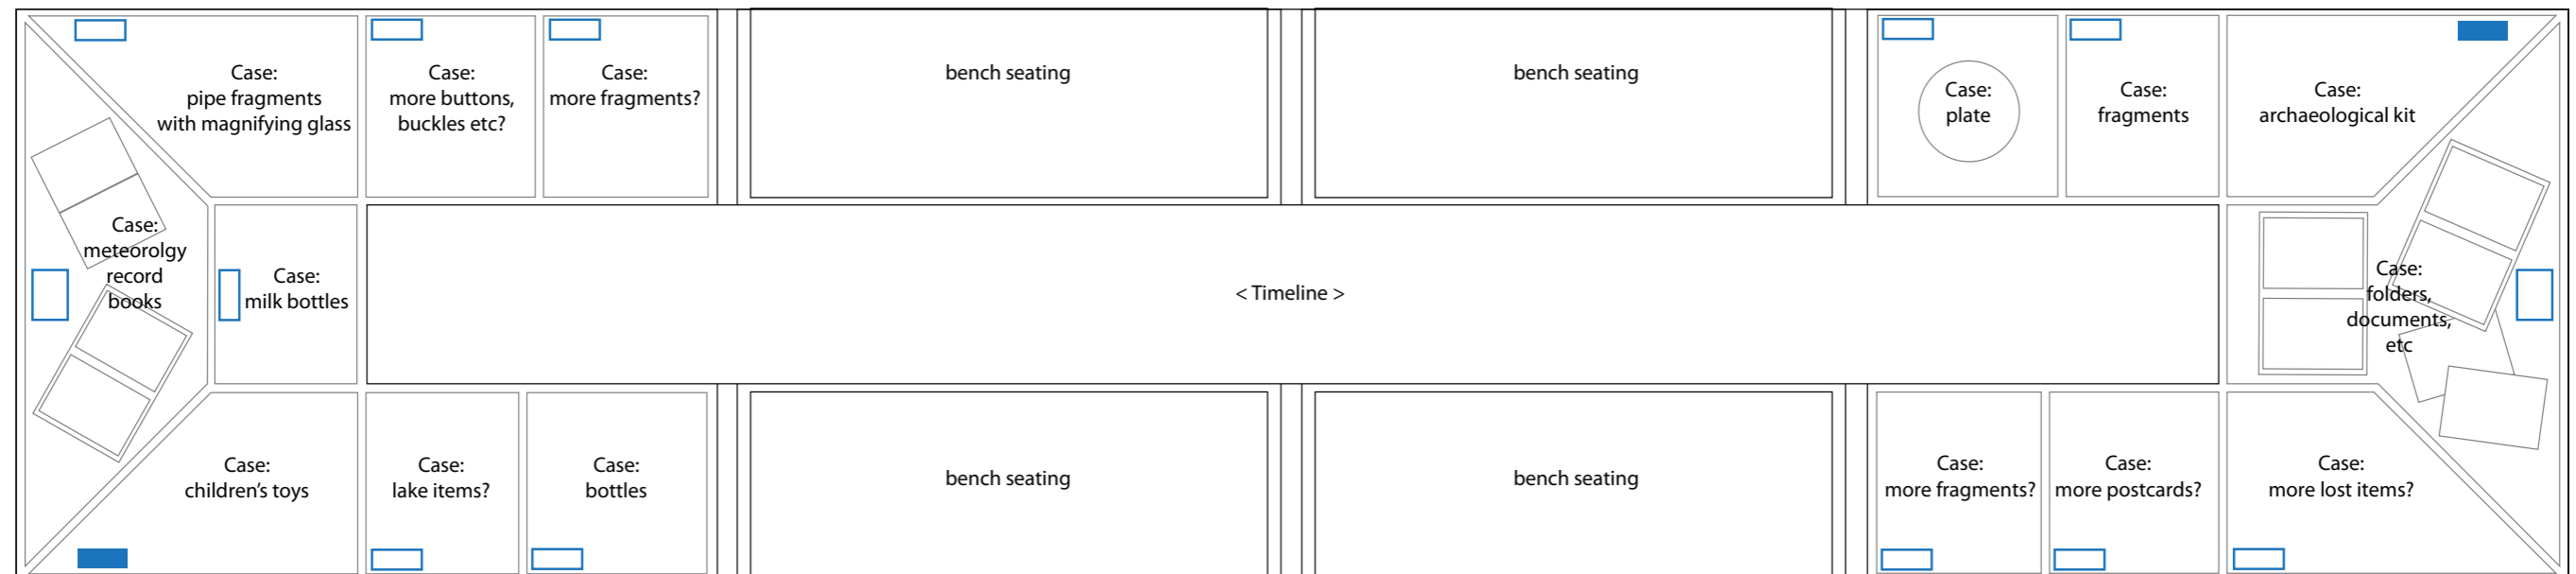 Case:
pipe fragments
with magnifying glass
Case:
more buttons,
buckles etc?
Case:
more fragments?
bench seating
bench seating
Case:
plate
Case:
fragments
Case:
archaeological kit
Case:
meteorolgy
record
books
Case:
milk bottles
< Timeline >
Case:
folders,
documents,
etc
Case:
children's toys
Case:
lake items?
Case:
bottles
bench seating
bench seating
Case:
more fragments?
Case:
more postcards?
Case:
more lost items?